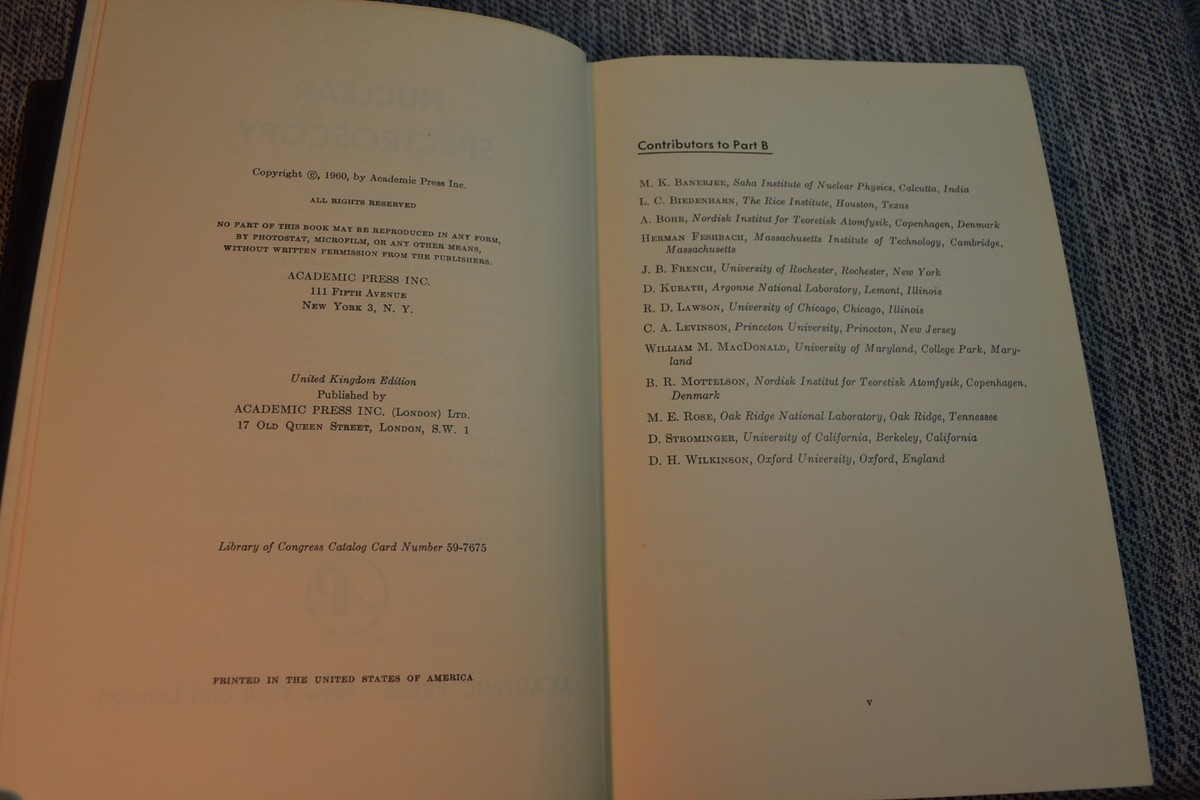 Copyright ©, 1960, by Academic Press Inc.
ALL RIGHTS RESERVED
NO PART OF THIS BOOK MAY BE REPRODUCED IN ANY FORM,
BY PHOTOSTAT, MICROFILM, OR ANY OTHER MEANS,
WITHOUT WRITTEN PERMISSION FROM THE PUBLISHERS.
ACADEMIC PRESS INC.
111 FIFTH AVENUE
NEW YORK 3, N. Y.
United Kingdom Edition
Published by
ACADEMIC PRESS INC. (LONDON) LTD.
17 OLD QUEEN STREET, LONDON, S.W. 1
Library of Congress Catalog Card Number 59-7675
PRINTED IN THE UNITED STATES OF AMERICA
Contributors to Part B
M. K. BANERJEE, Saha Institute of Nuclear Physics, Calcutta, India
L. C. BIEDENHARN, The Rice Institute, Houston, Texas
A. BOHR, Nordisk Institut for Teoretisk Atomfysik, Copenhagen, Denmark
HERMAN FESHBACH, Massachusetts Institute of Technology, Cambridge,
Massachusetts
J. B. FRENCH, University of Rochester, Rochester, New York
D. KURATH, Argonne National Laboratory, Lemont, Illinois
R. D. LAWSON, University of Chicago, Chicago, Illinois
C. A. LEVINSON, Princeton University, Princeton, New Jersey
WILLIAM M. MACDONALD, University of Maryland, College Park, Mary-
land
B. R. MOTTELSON, Nordisk Institut for Teoretisk Atomfysik, Copenhagen,
Denmark
M. E. ROSE, Oak Ridge National Laboratory, Oak Ridge, Tennessee
D. STROMINGER, University of California, Berkeley, California
D. H. WILKINSON, Oxford University, Oxford, England
v